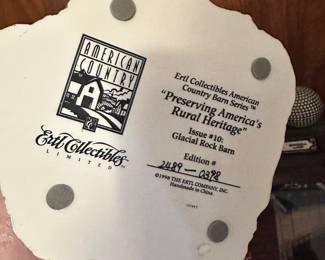 AMERICAN
COUNTRY
Ertl Collectibles
LIMITED
Ertl Collectibles American
Country Barn Series™
"Preserving America's
Rural Heritage"
Issue #10:
Glacial Rock Barn
Edition #
2489-0398
©1998 THE ERTL COMPANY, INC.
Handmade in China